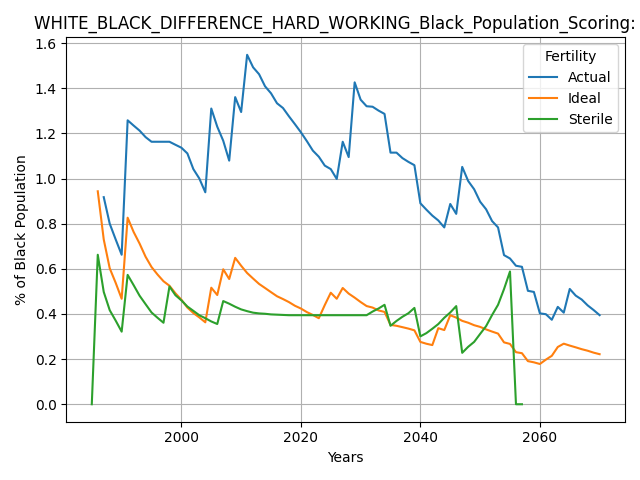 WHITE_BLACK_DIFFERENCE_HARD_WORKING_Black_Population_Scoring:
Fertility
Actual
Ideal
Sterile
% of Black Population
1.6
1.4
1.2
1.0
0.8
0.6
0.4
0.2
0.0
2000 2020 2040 2060
Years